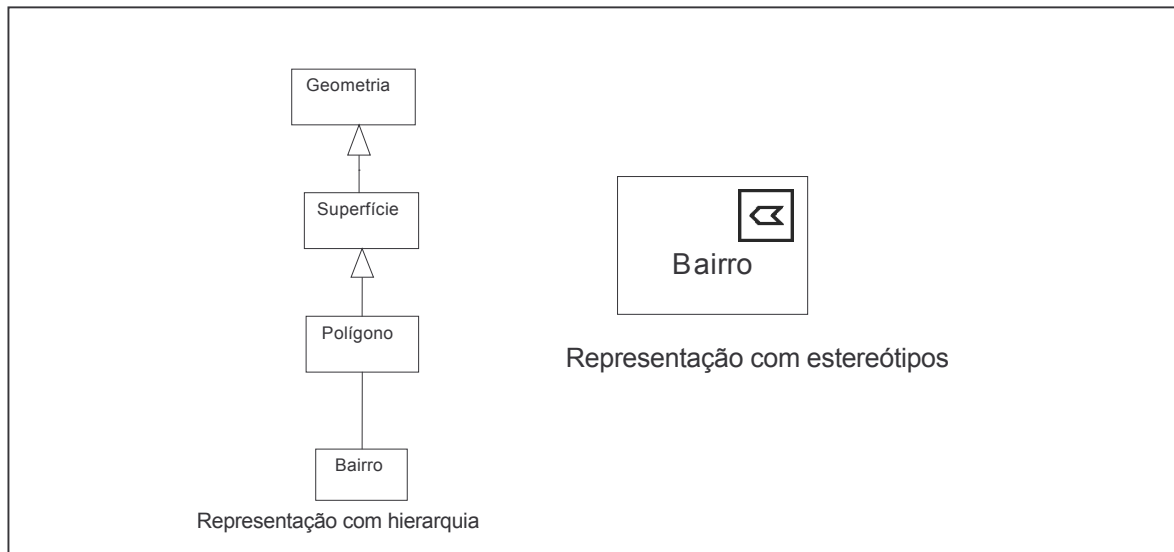 Geometria
Superfície
Polígono
Bairro
Representação com hierarquia
Bairro
Representação com estereótipos